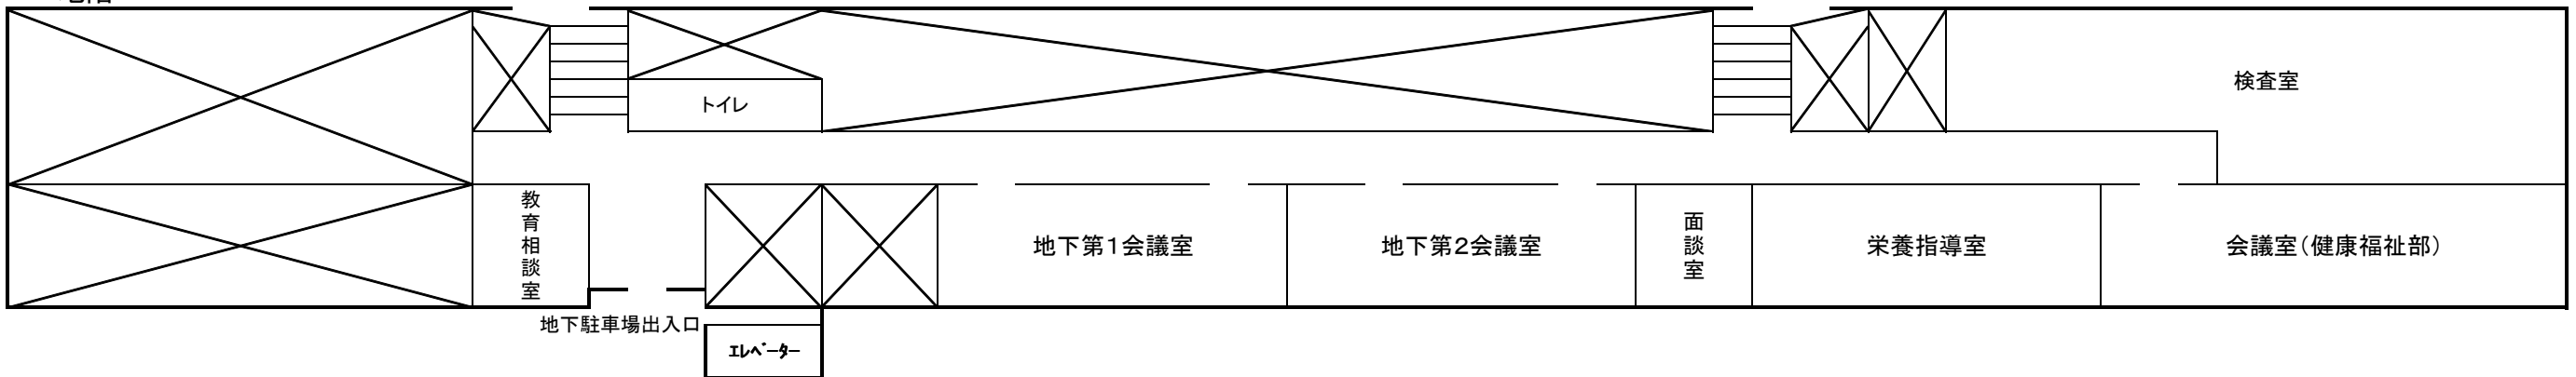 検査室
トイレ
教育相談室
地下第1会議室
地下第2会議室
面談室
栄養指導室
会議室(健康福祉部)
地下駐車場出入口
ｴﾚﾍﾞｰﾀｰ